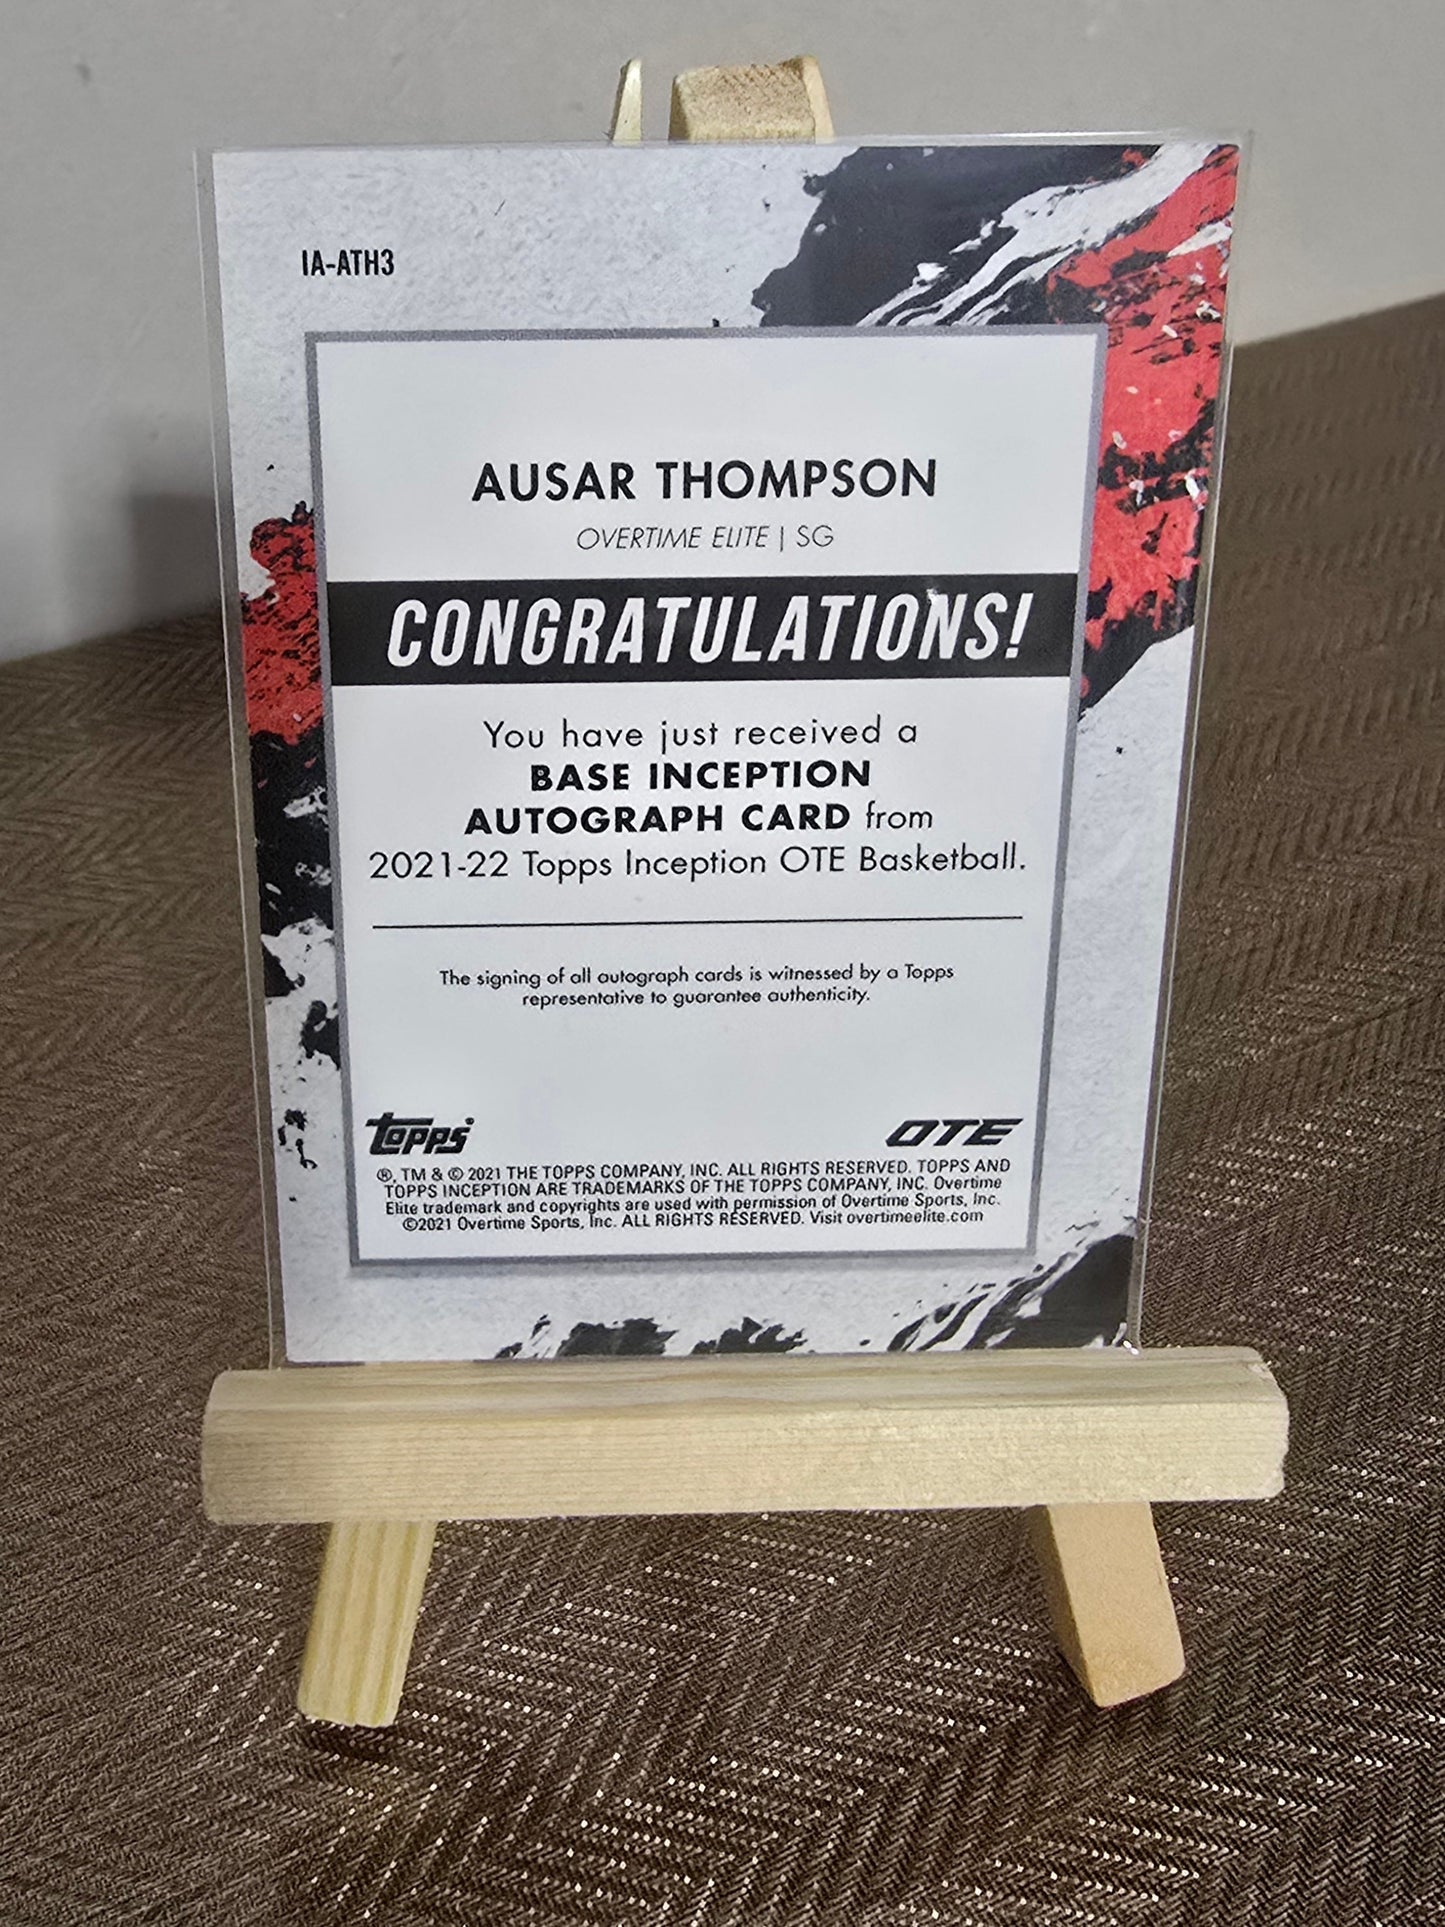 IA-ATH3
AUSAR THOMPSON
OVERTIME ELITE | SG
CONGRATULATIONS!
You have just received a
BASE INCEPTION
AUTOGRAPH CARD from
2021-22 Topps Inception OTE Basketball.
The signing of all autograph cards is witnessed by a Topps
representative to guarantee authenticity.
topps OTE
®, TM & © 2021 THE TOPPS COMPANY, INC. ALL RIGHTS RESERVED. TOPPS AND
TOPPS INCEPTION ARE TRADEMARKS OF THE TOPPS COMPANY, INC. Overtime
Elite trademark and copyrights are used with permission of Overtime Sports, Inc.
©2021 Overtime Sports, Inc. ALL RIGHTS RESERVED. Visit overtimeelite.com